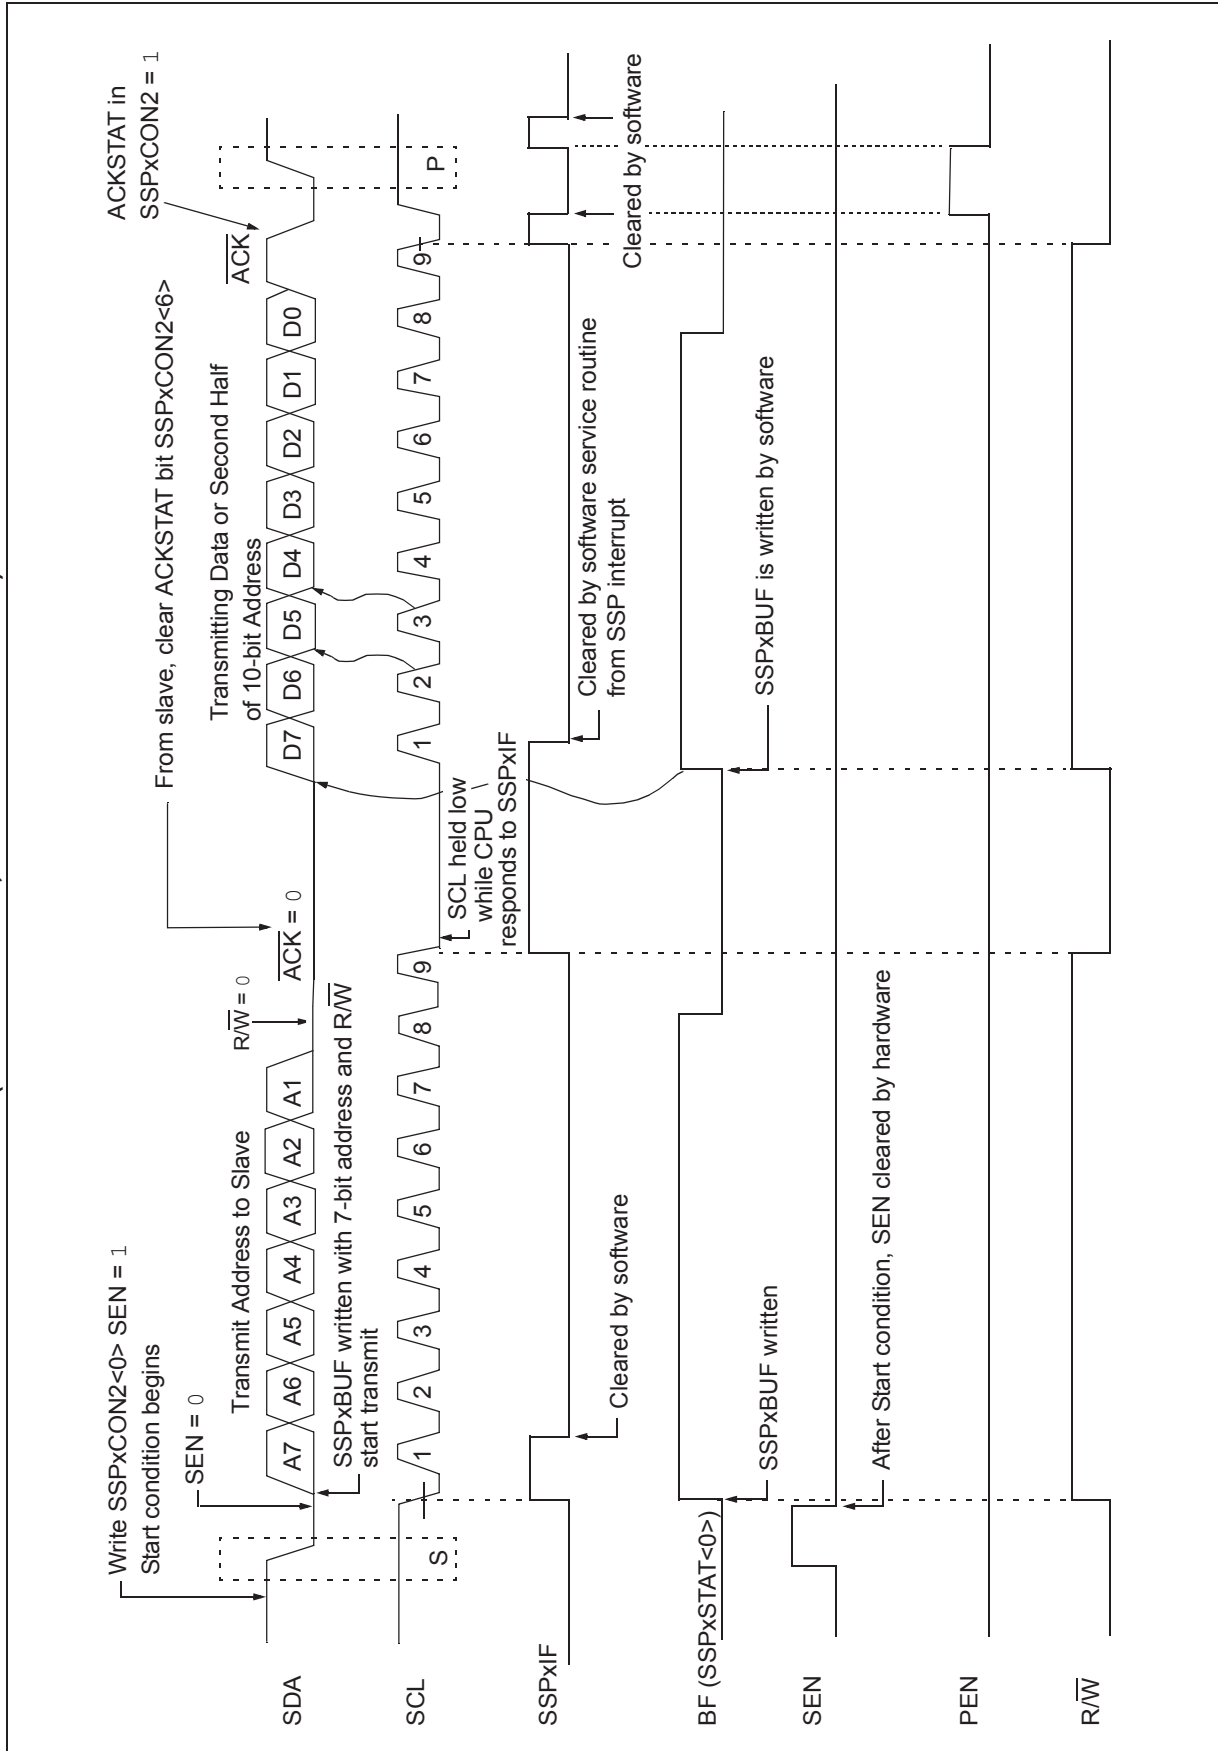 Write SSPxCON2<0> SEN = 1
Start condition begins
SEN = 0
From slave, clear ACKSTAT bit SSPxCON2<6>
ACKSTAT in
SSPxCON2 = 1
Transmit Address to Slave
R/W = 0
ACK = 0
Transmitting Data or Second Half
of 10-bit Address
ACK
SDA
A7 A6 A5 A4 A3 A2 A1
D7 D6 D5 D4 D3 D2 D1 D0
SSPxBUF written with 7-bit address and R/W
start transmit
SCL
S
1 2 3 4 5 6 7 8 9
1 2 3 4 5 6 7 8 9
P
SCL held low
while CPU
responds to SSPxIF
SSPxIF
Cleared by software
Cleared by software service routine
from SSP interrupt
Cleared by software
BF (SSPxSTAT<0>)
SSPxBUF written
SSPxBUF is written by software
SEN
After Start condition, SEN cleared by hardware
PEN
R/W